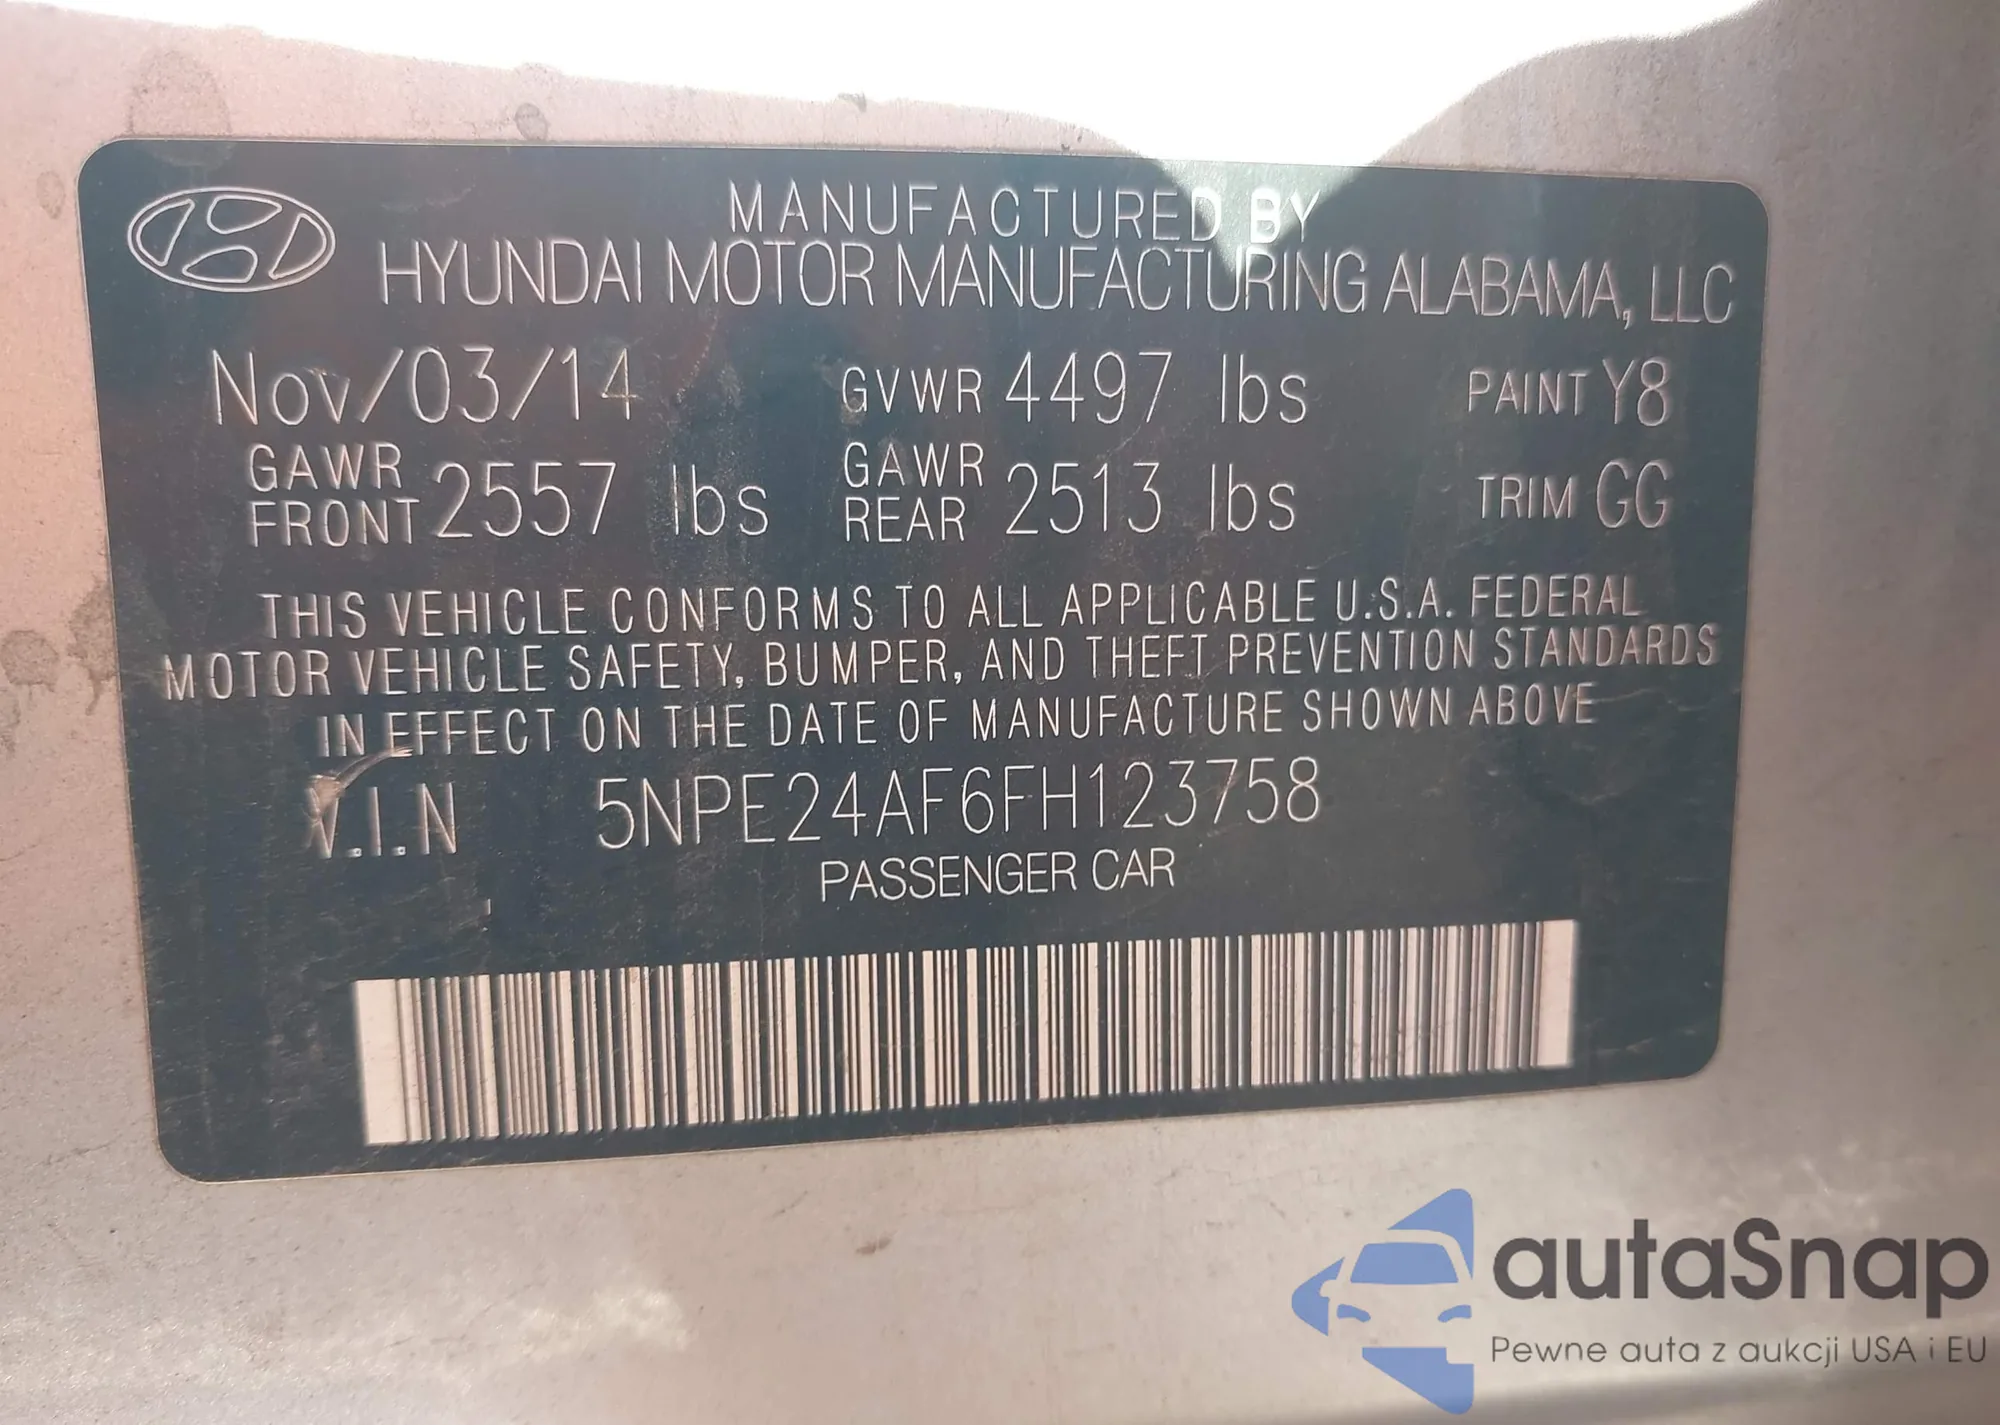 MANUFACTURED BY
HYUNDAI MOTOR MANUFACTURING ALABAMA, LLC
Nov/03/14 GVWR 4497 lbs PAINT Y8
GAWR FRONT 2557 lbs GAWR REAR 2513 lbs TRIM GG
THIS VEHICLE CONFORMS TO ALL APPLICABLE U.S.A. FEDERAL
MOTOR VEHICLE SAFETY, BUMPER, AND THEFT PREVENTION STANDARDS
IN EFFECT ON THE DATE OF MANUFACTURE SHOWN ABOVE
V.I.N 5NPE24AF6FH123758
PASSENGER CAR
autaSnap
Pewne auta z aukcji USA i EU